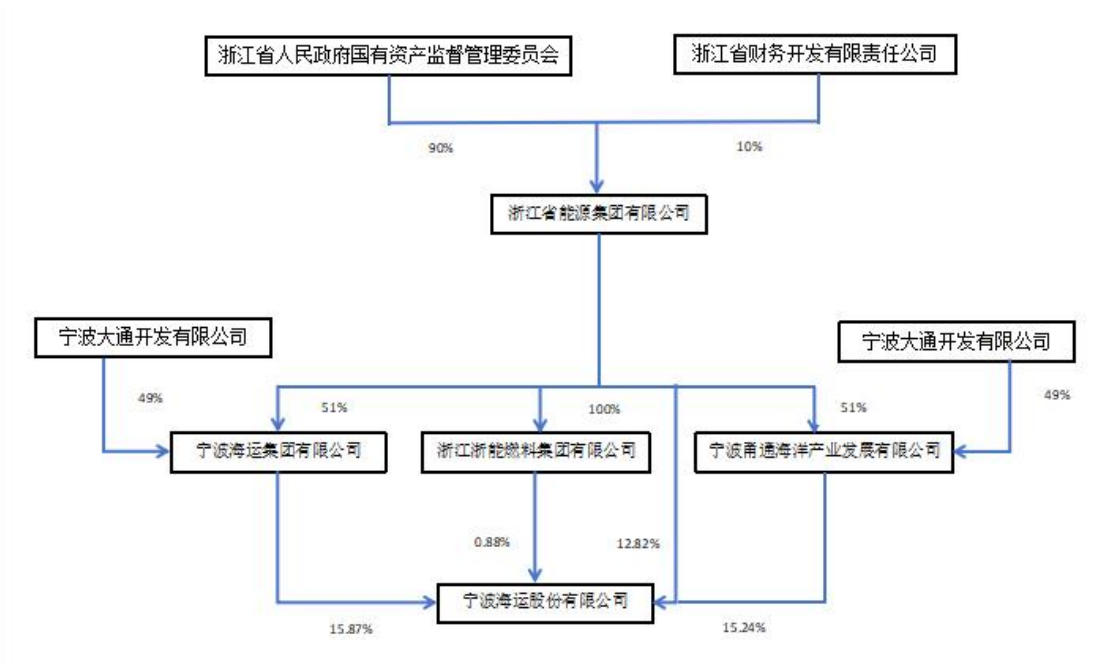 浙江省人民政府国有资产监督管理委员会
浙江省财务开发有限责任公司
90%
10%
浙江省能源集团有限公司
宁波大通开发有限公司
宁波大通开发有限公司
49%
51%
100%
51%
49%
宁波海运集团有限公司
浙江浙能燃料集团有限公司
宁波甬通海洋产业发展有限公司
0.88%
12.82%
宁波海运股份有限公司
15.87%
15.24%